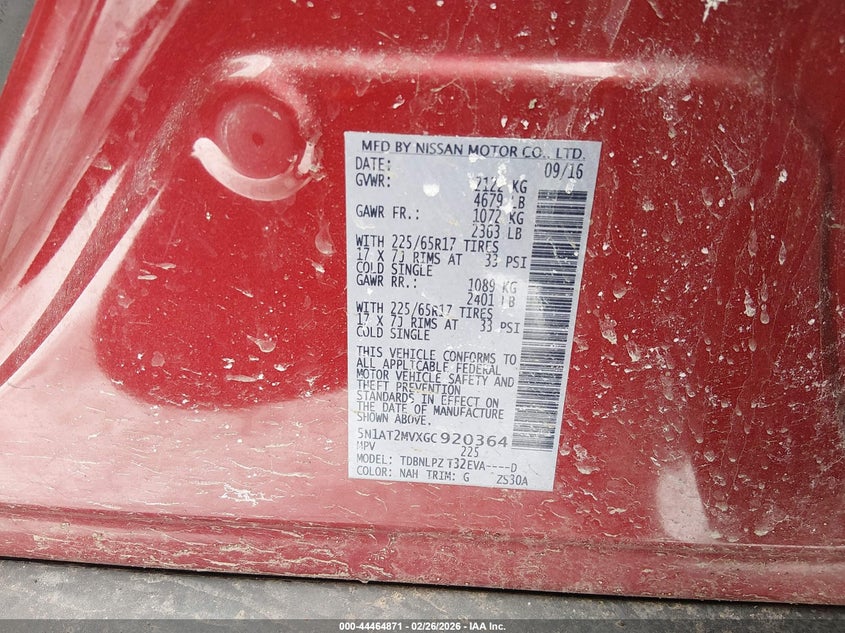 MFD BY NISSAN MOTOR CO., LTD.
DATE: 09/16
GVWR: 2122 KG
4679 LB
GAWR FR.: 1072 KG
2363 LB
WITH 225/65R17 TIRES
17 X 7J RIMS AT 33 PSI
COLD SINGLE
GAWR RR.: 1089 KG
2401 LB
WITH 225/65R17 TIRES
17 X 7J RIMS AT 33 PSI
COLD SINGLE
THIS VEHICLE CONFORMS TO
ALL APPLICABLE FEDERAL
MOTOR VEHICLE SAFETY AND
THEFT PREVENTION
STANDARDS IN EFFECT ON
THE DATE OF MANUFACTURE
SHOWN ABOVE.
5N1AT2MVXGC920364
MPV 225
MODEL: TDBNLPZ T32EVA----D
COLOR: NAH TRIM: G ZS30A
000-44464871 - 02/26/2026 - IAA Inc.